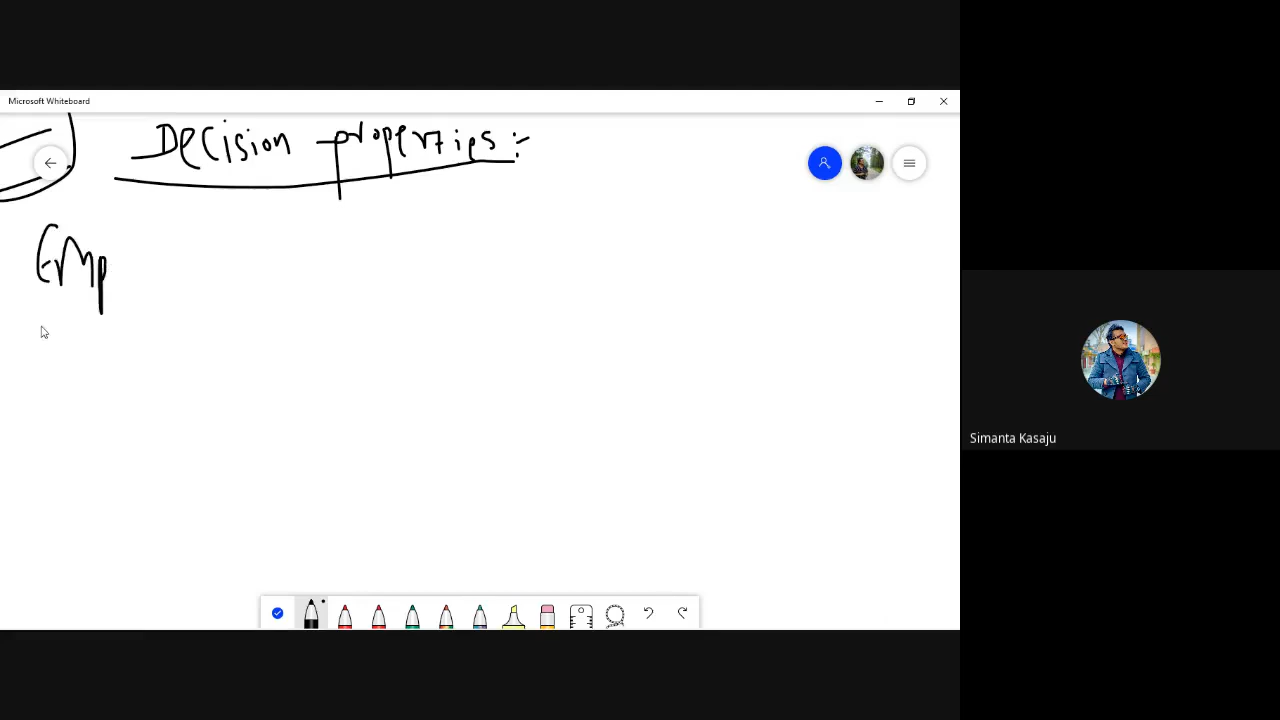 Microsoft Whiteboard
Decision properties :-
Emp
Simanta Kasaju